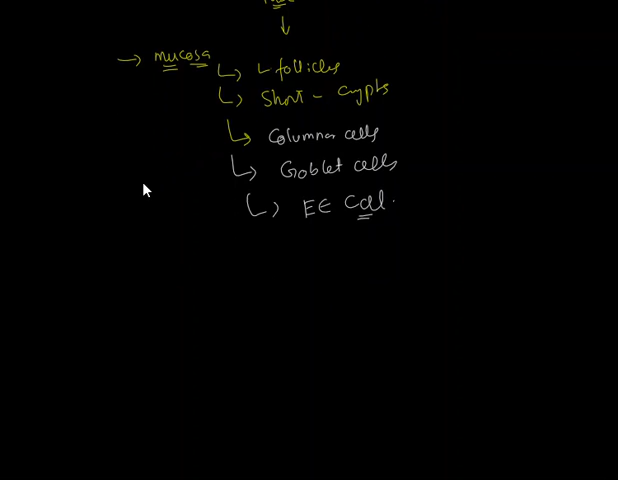 → mucosa
↳ L follicles
↳ Short - crypts
↳ Columnar cells
↳ Goblet cells
↳ EE Cell.